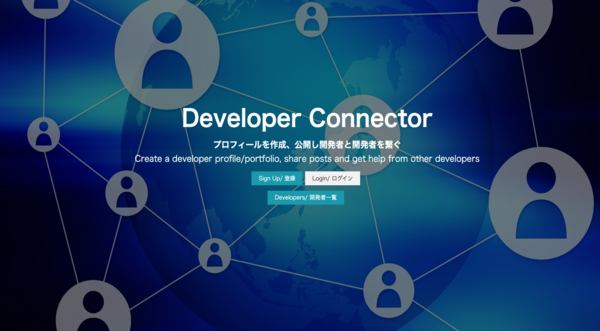 Developer Connector
プロフィールを作成、公開し開発者と開発者を繋ぐ
Create a developer profile/portfolio, share posts and get help from other developers
Sign Up/ 登録
Login/ ログイン
Developers/ 開発者一覧